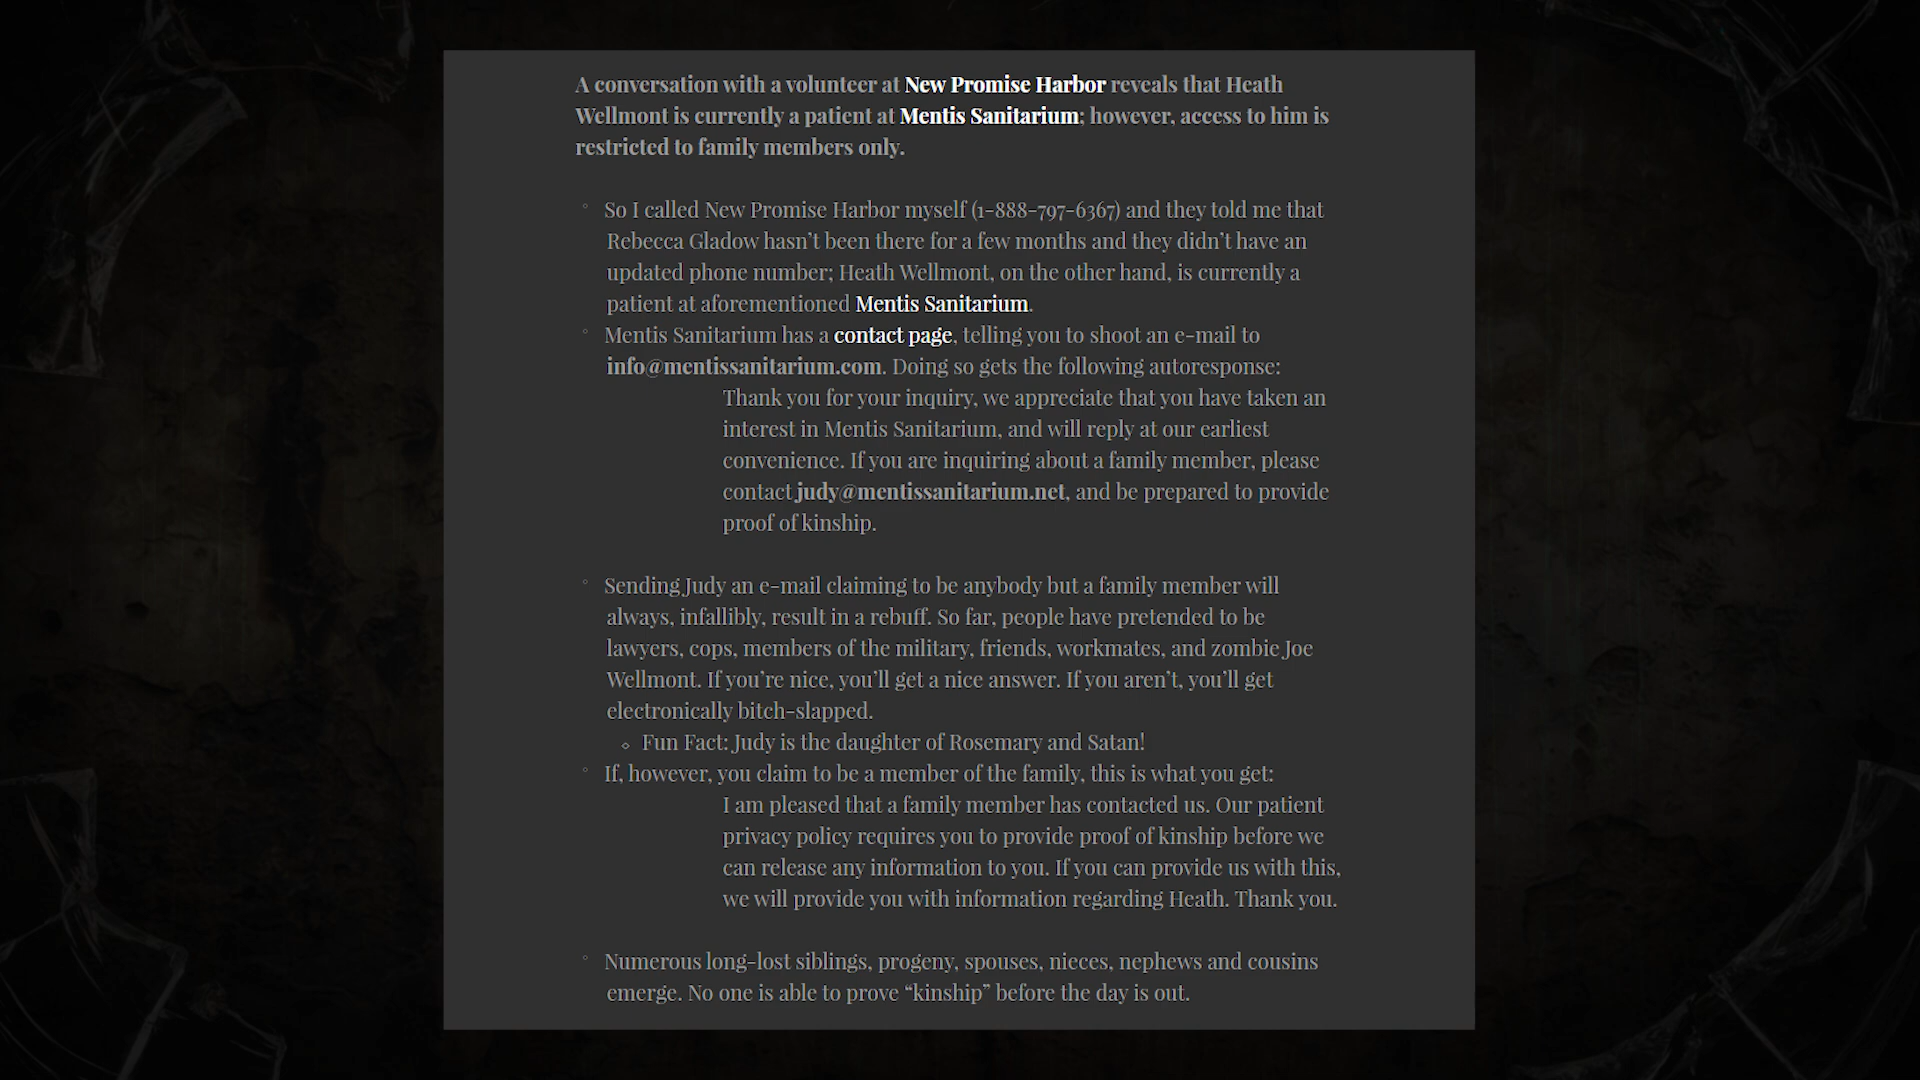 A conversation with a volunteer at New Promise Harbor reveals that Heath
Wellmont is currently a patient at Mentis Sanitarium; however, access to him is
restricted to family members only.
◦ So I called New Promise Harbor myself (1-888-797-6367) and they told me that
Rebecca Gladow hasn’t been there for a few months and they didn’t have an
updated phone number; Heath Wellmont, on the other hand, is currently a
patient at aforementioned Mentis Sanitarium.
◦ Mentis Sanitarium has a contact page, telling you to shoot an e-mail to
info@mentissanitarium.com. Doing so gets the following autoresponse:
Thank you for your inquiry, we appreciate that you have taken an
interest in Mentis Sanitarium, and will reply at our earliest
convenience. If you are inquiring about a family member, please
contact judy@mentissanitarium.net, and be prepared to provide
proof of kinship.
◦ Sending Judy an e-mail claiming to be anybody but a family member will
always, infallibly, result in a rebuff. So far, people have pretended to be
lawyers, cops, members of the military, friends, workmates, and zombie Joe
Wellmont. If you’re nice, you’ll get a nice answer. If you aren’t, you’ll get
electronically bitch-slapped.
⬦ Fun Fact: Judy is the daughter of Rosemary and Satan!
◦ If, however, you claim to be a member of the family, this is what you get:
I am pleased that a family member has contacted us. Our patient
privacy policy requires you to provide proof of kinship before we
can release any information to you. If you can provide us with this,
we will provide you with information regarding Heath. Thank you.
◦ Numerous long-lost siblings, progeny, spouses, nieces, nephews and cousins
emerge. No one is able to prove “kinship” before the day is out.